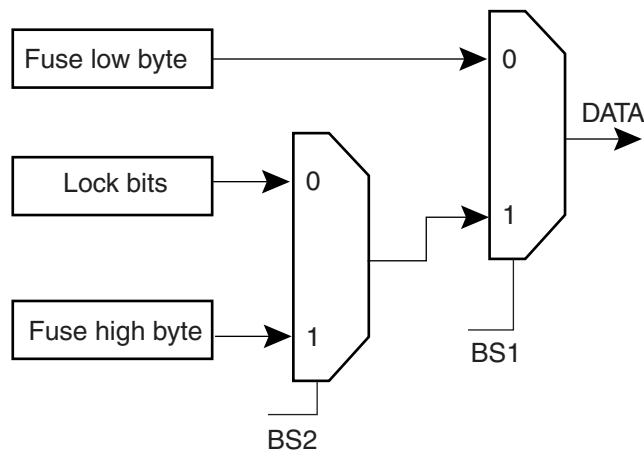 Fuse low byte
0
DATA
Lock bits
0
1
Fuse high byte
1
BS1
BS2